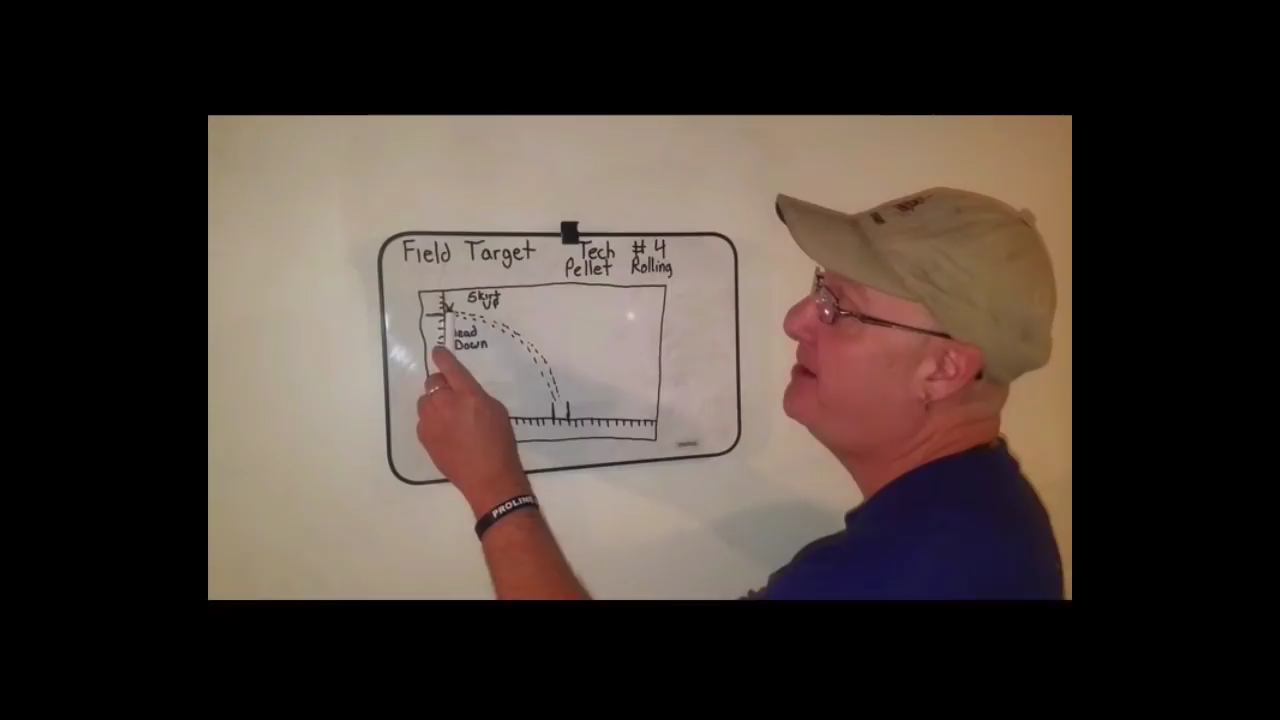 Field Target Tech # 4
Pellet Rolling
Skirt
UP
Down
PROLINE